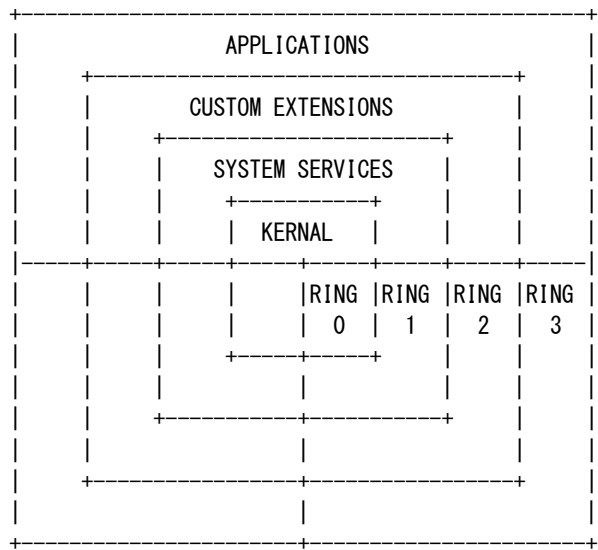 APPLICATIONS
CUSTOM EXTENSIONS
SYSTEM SERVICES
KERNAL
RING RING RING RING
0 1 2 3